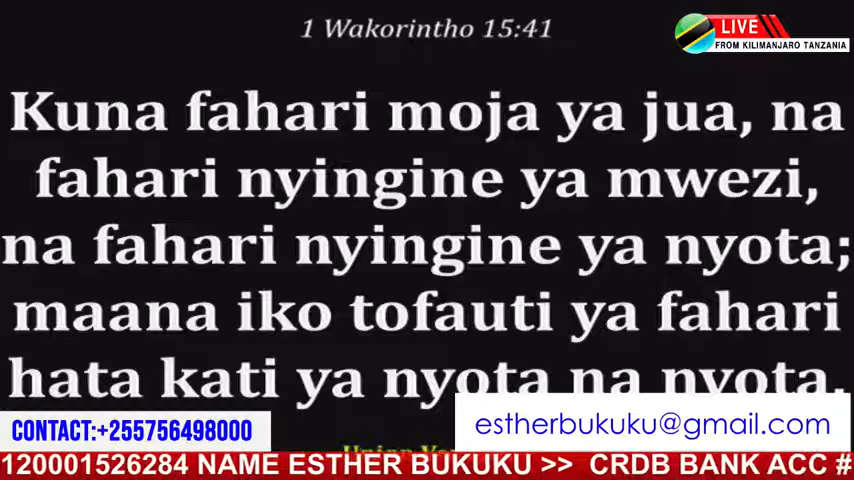 1 Wakorintho 15:41
LIVE
FROM KILIMANJARO TANZANIA
Kuna fahari moja ya jua, na
fahari nyingine ya mwezi,
na fahari nyingine ya nyota;
maana iko tofauti ya fahari
hata kati ya nyota na nyota.
CONTACT:+255756498000
estherbukuku@gmail.com
120001526284 NAME ESTHER BUKUKU >> CRDB BANK ACC #